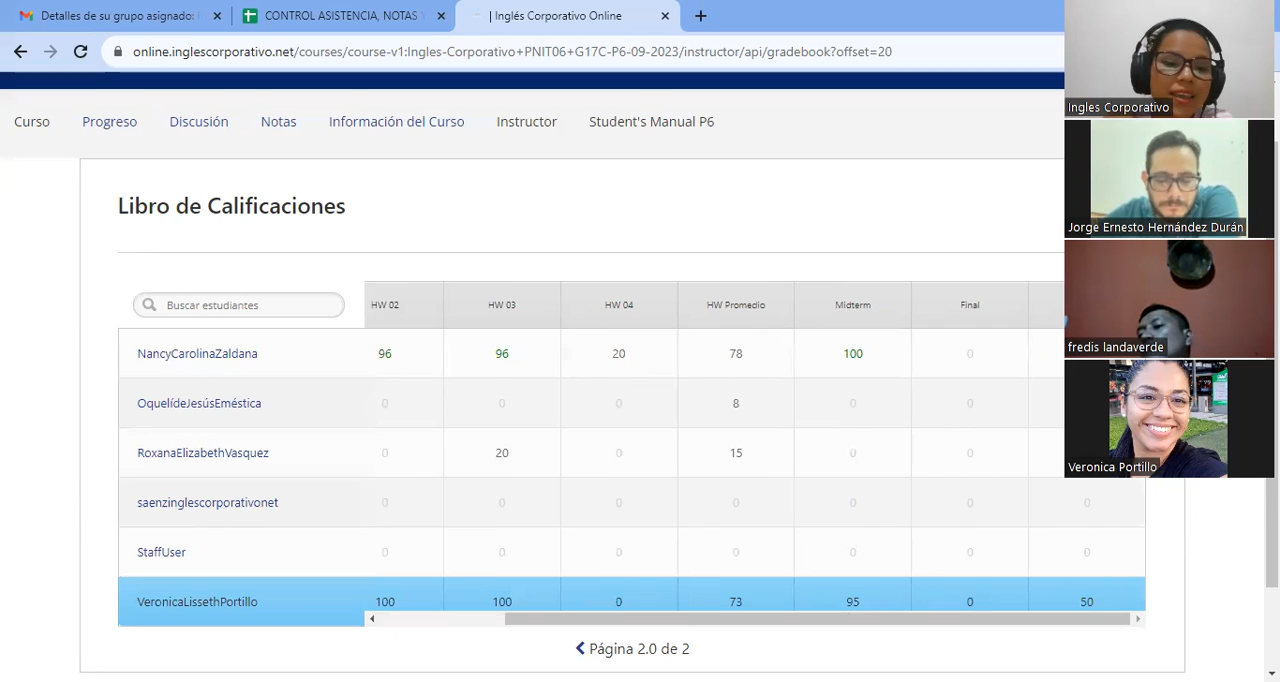 Detalles de su grupo asignado:
CONTROL ASISTENCIA, NOTAS Y
| Inglés Corporativo Online
online.inglescorporativo.net/courses/course-v1:Ingles-Corporativo+PNIT06+G17C-P6-09-2023/instructor/api/gradebook?offset=20
Curso Progreso Discusión Notas Información del Curso Instructor Student's Manual P6
Libro de Calificaciones
Buscar estudiantes HW 02 HW 03 HW 04 HW Promedio Midterm Final
NancyCarolinaZaldana 96 96 20 78 100 0
OquelídeJesúsEméstica 0 0 0 8 0 0
RoxanaElizabethVasquez 0 20 0 15 0 0
saenzinglescorporativonet 0 0 0 0 0 0 0
StaffUser 0 0 0 0 0 0 0
VeronicaLissethPortillo 100 100 0 73 95 0 50
Página 2.0 de 2
Ingles Corporativo
Jorge Ernesto Hernández Durán
fredis landaverde
Veronica Portillo